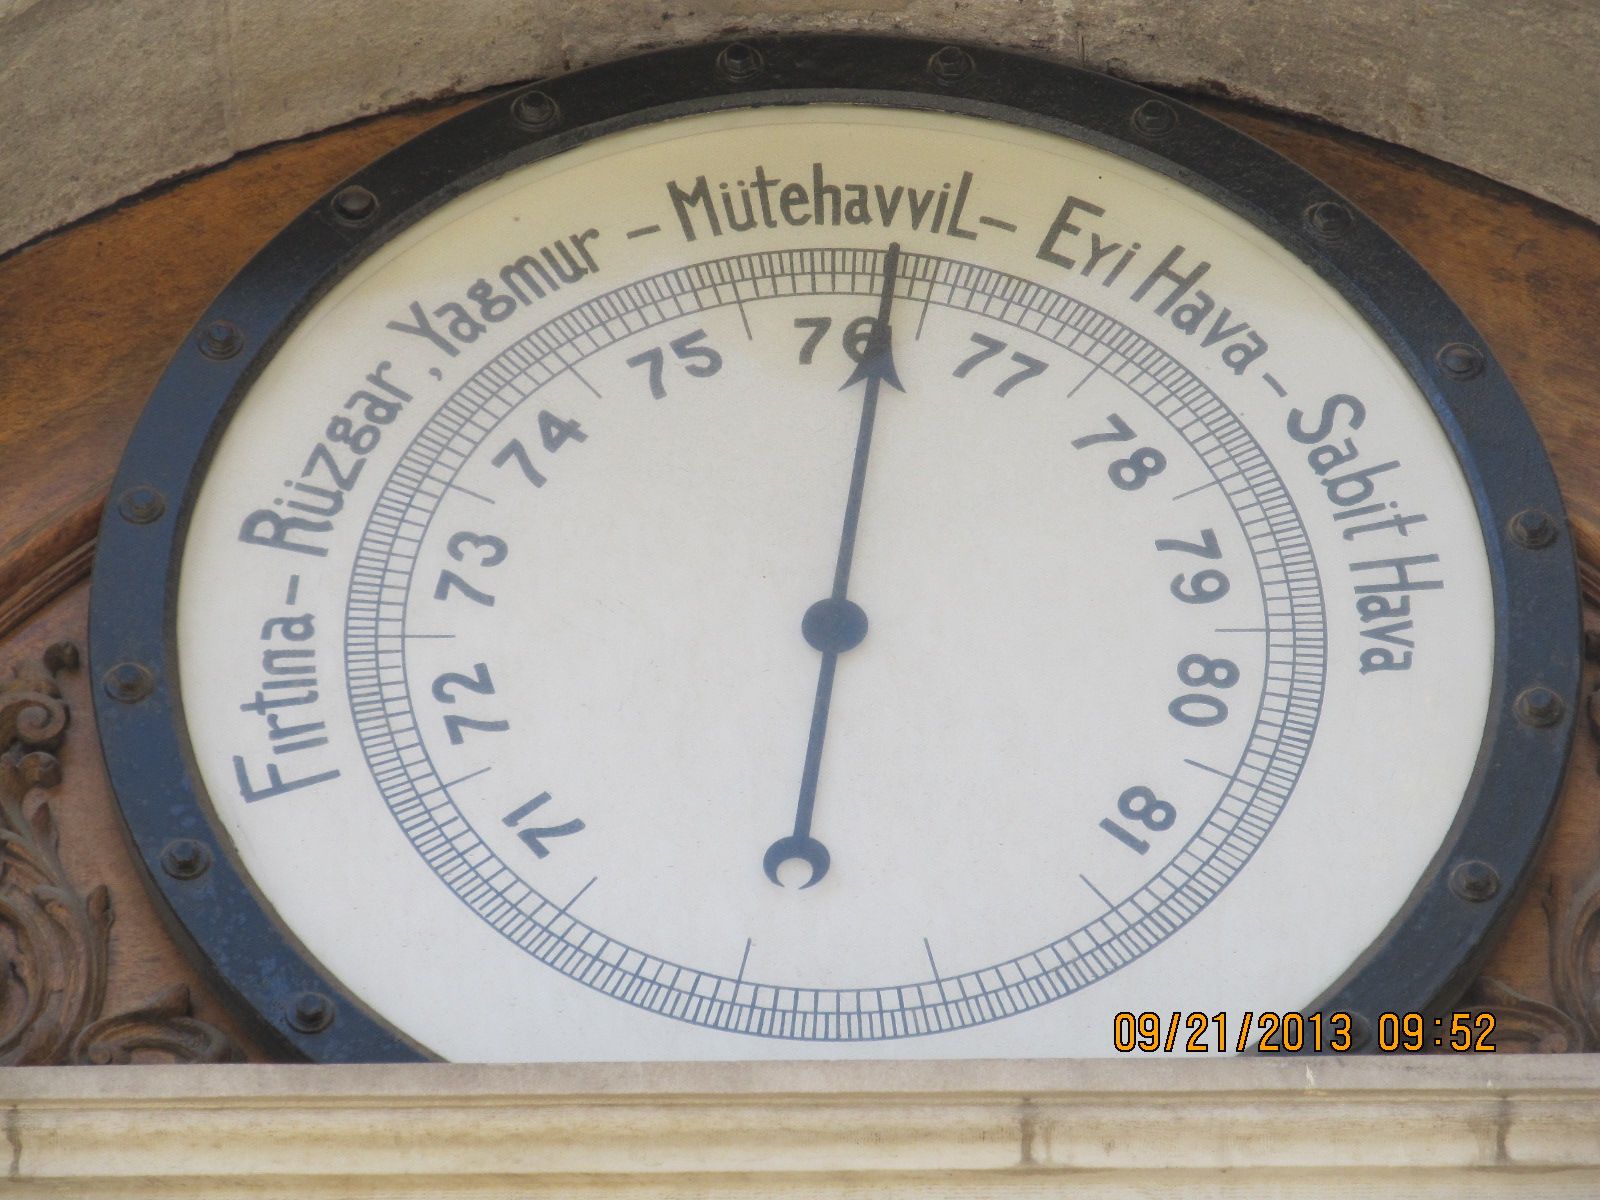 Fırtına – Rüzgar, Yagmur – Mütehavvil – Eyi Hava – Sabit Hava
71 72 73 74 75 76 77 78 79 80 81
09/21/2013 09:52